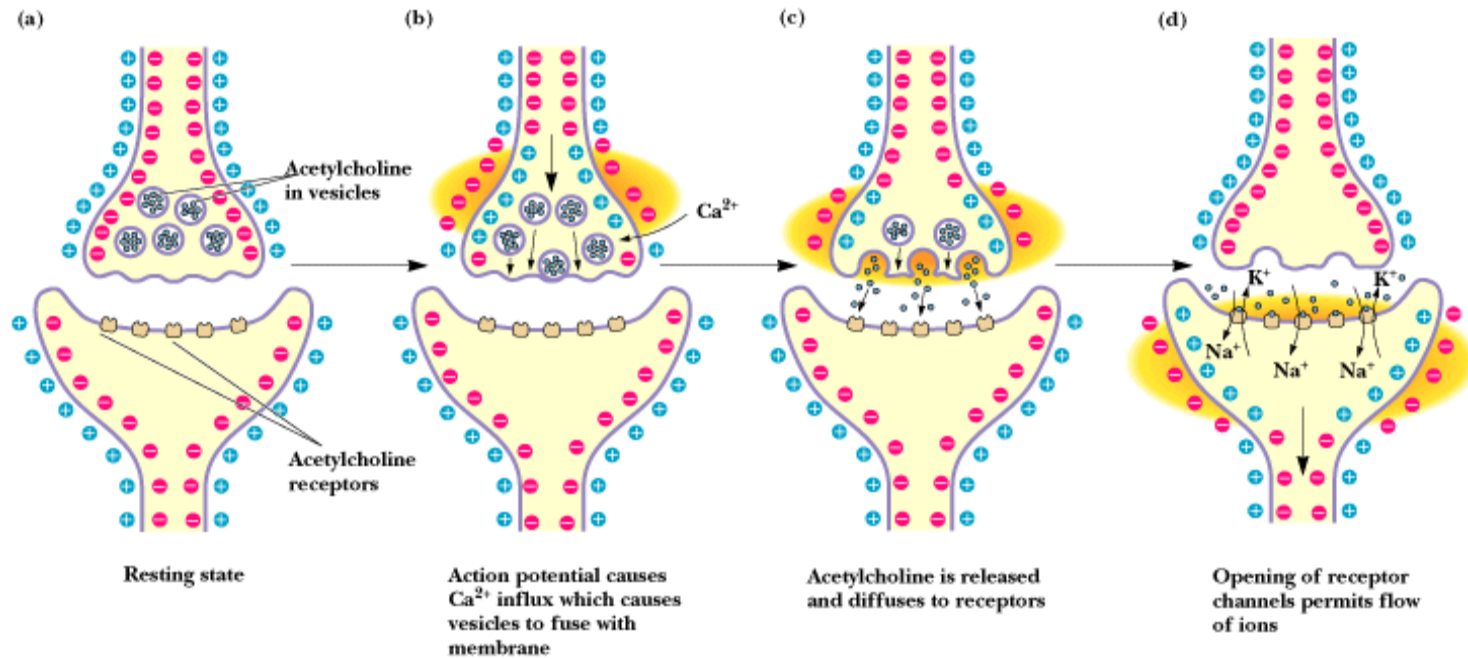 (a)
(b)
(c)
(d)
Acetylcholine
in vesicles
Ca²⁺
K⁺
K⁺
Na⁺
Na⁺
Na⁺
Acetylcholine
receptors
Resting state
Action potential causes
Ca²⁺ influx which causes
vesicles to fuse with
membrane
Acetylcholine is released
and diffuses to receptors
Opening of receptor
channels permits flow
of ions